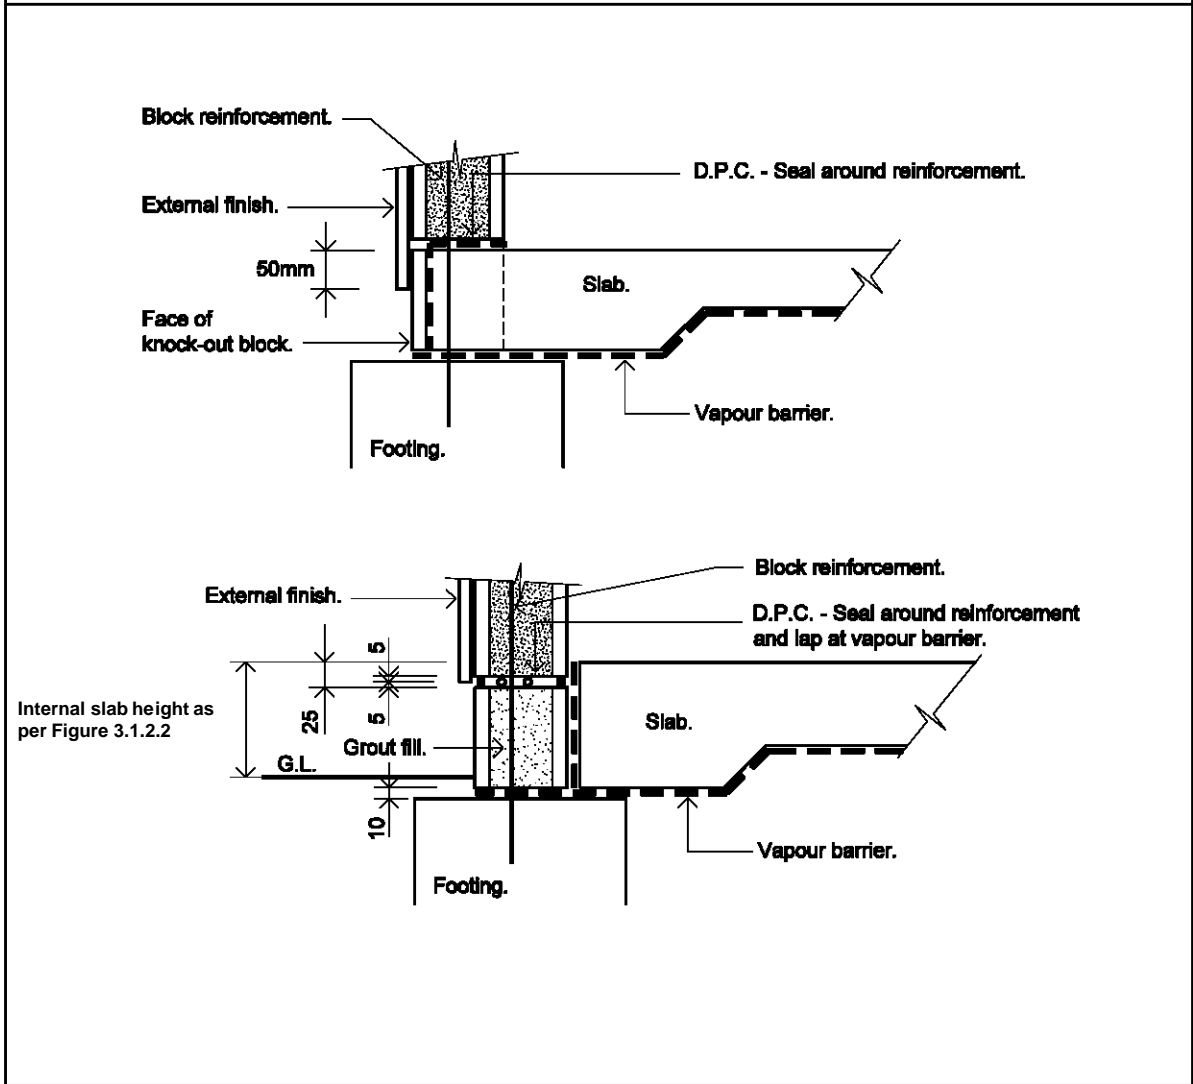 Block reinforcement.
D.P.C. - Seal around reinforcement.
External finish.
50mm
Slab.
Face of
knock-out block.
Vapour barrier.
Footing.
Block reinforcement.
External finish.
D.P.C. - Seal around reinforcement
and lap at vapour barrier.
5
Internal slab height as
per Figure 3.1.2.2
25
5
Slab.
Grout fill.
G.L.
10
Vapour barrier.
Footing.